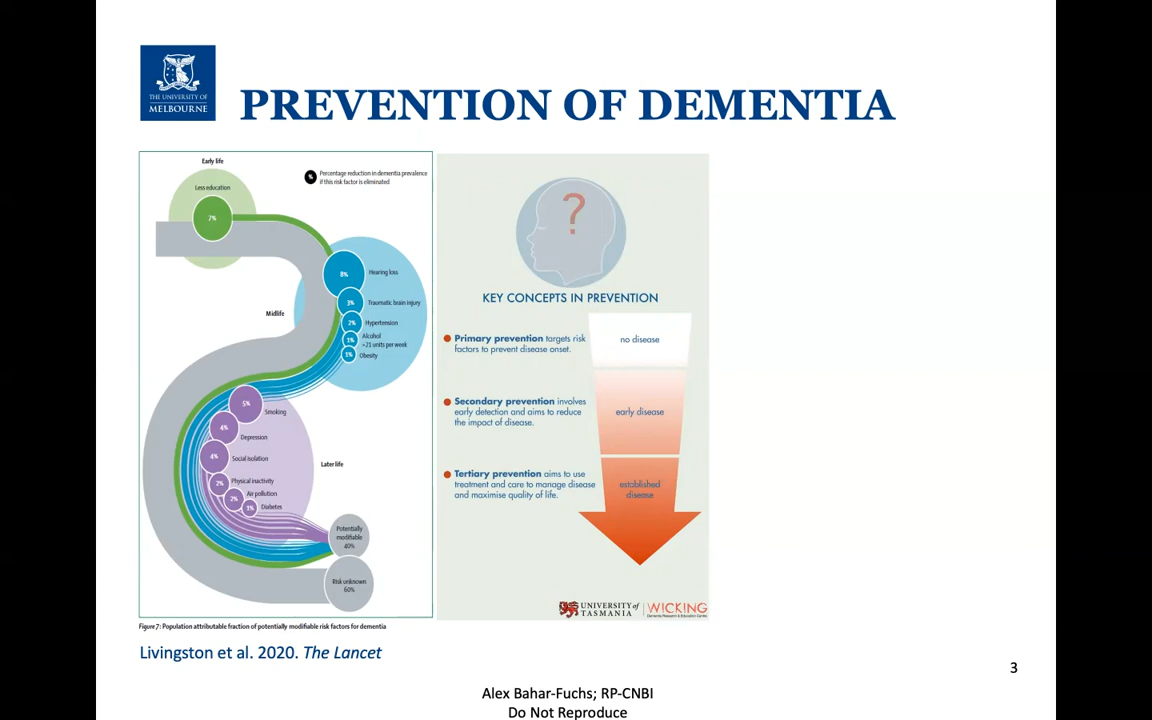 THE UNIVERSITY OF
MELBOURNE
PREVENTION OF DEMENTIA
Early life
Less education
7%
%
Percentage reduction in dementia prevalence
if this risk factor is eliminated
8%
Hearing loss
3%
Traumatic brain injury
Midlife
2%
Hypertension
1%
Alcohol
>21 units per week
1%
Obesity
5%
Smoking
4%
Depression
4%
Social isolation
Later life
2%
Physical inactivity
2%
Air pollution
1%
Diabetes
Potentially
modifiable
40%
Risk unknown
60%
Figure 7: Population attributable fraction of potentially modifiable risk factors for dementia
?
KEY CONCEPTS IN PREVENTION
Primary prevention targets risk
factors to prevent disease onset.
no disease
Secondary prevention involves
early detection and aims to reduce
the impact of disease.
early disease
Tertiary prevention aims to use
treatment and care to manage disease
and maximise quality of life.
established
disease
UNIVERSITY of
TASMANIA
WICKING
Dementia Research & Education Centre
Livingston et al. 2020. The Lancet
3
Alex Bahar-Fuchs; RP-CNBI
Do Not Reproduce